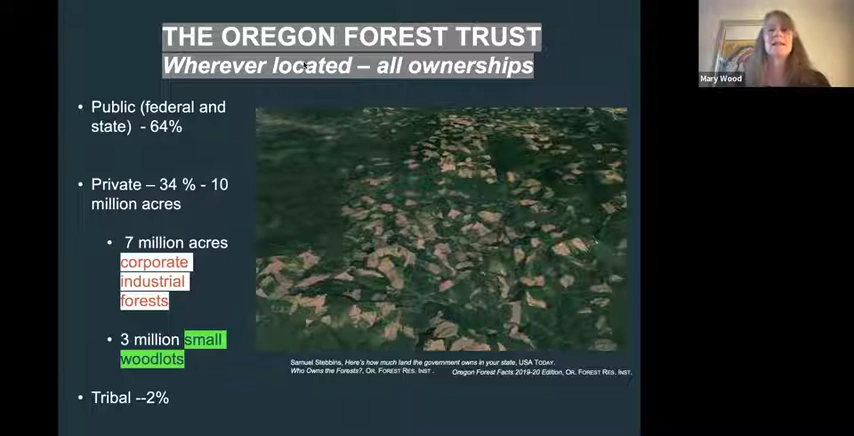 THE OREGON FOREST TRUST
Wherever located – all ownerships
Mary Wood
• Public (federal and
state) - 64%
• Private – 34 % - 10
million acres
• 7 million acres
corporate
industrial
forests
• 3 million small
woodlots
• Tribal --2%
Samuel Stebbins, Here's how much land the government owns in your state, USA TODAY.
Who Owns the Forests?, OR. FOREST RES. INST .
Oregon Forest Facts 2019-20 Edition, OR. FOREST RES. INST.